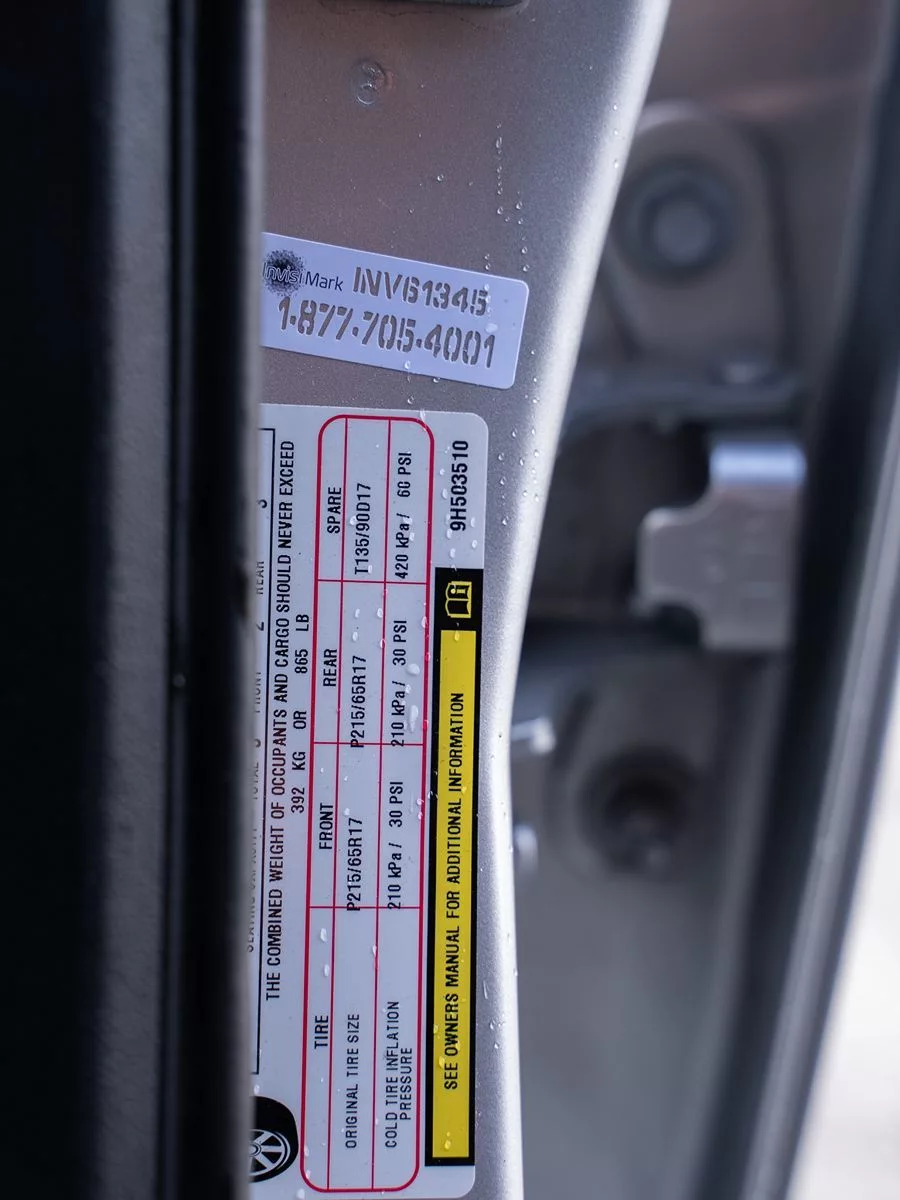 InvisiMark INV61345
1·877·705·4001
3
2 REAR
THE COMBINED WEIGHT OF OCCUPANTS AND CARGO SHOULD NEVER EXCEED
392 KG OR 865 LB
TIRE FRONT REAR SPARE
ORIGINAL TIRE SIZE P215/65R17 P215/65R17 T135/90D17
COLD TIRE INFLATION PRESSURE 210 kPa / 30 PSI 210 kPa / 30 PSI 420 kPa / 60 PSI
SEE OWNERS MANUAL FOR ADDITIONAL INFORMATION
9H503510